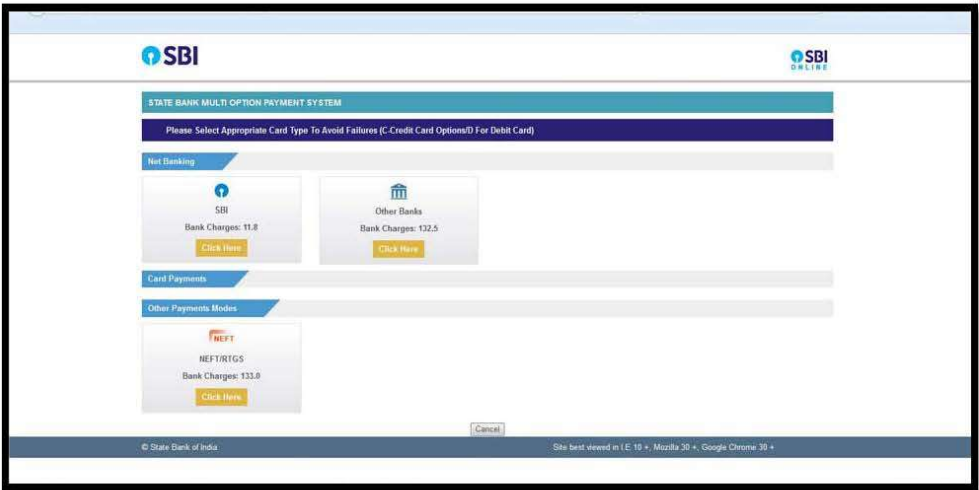 SBI
SBI
ONLINE
STATE BANK MULTI OPTION PAYMENT SYSTEM
Please Select Appropriate Card Type To Avoid Failures (C-Credit Card Options/D For Debit Card)
Net Banking
SBI
Bank Charges: 11.8
Click Here
Other Banks
Bank Charges: 132.5
Click Here
Card Payments
Other Payments Modes
NEFT
NEFT/RTGS
Bank Charges: 133.0
Click Here
Cancel
© State Bank of India
Site best viewed in I.E 10 +, Mozilla 30 +, Google Chrome 30 +